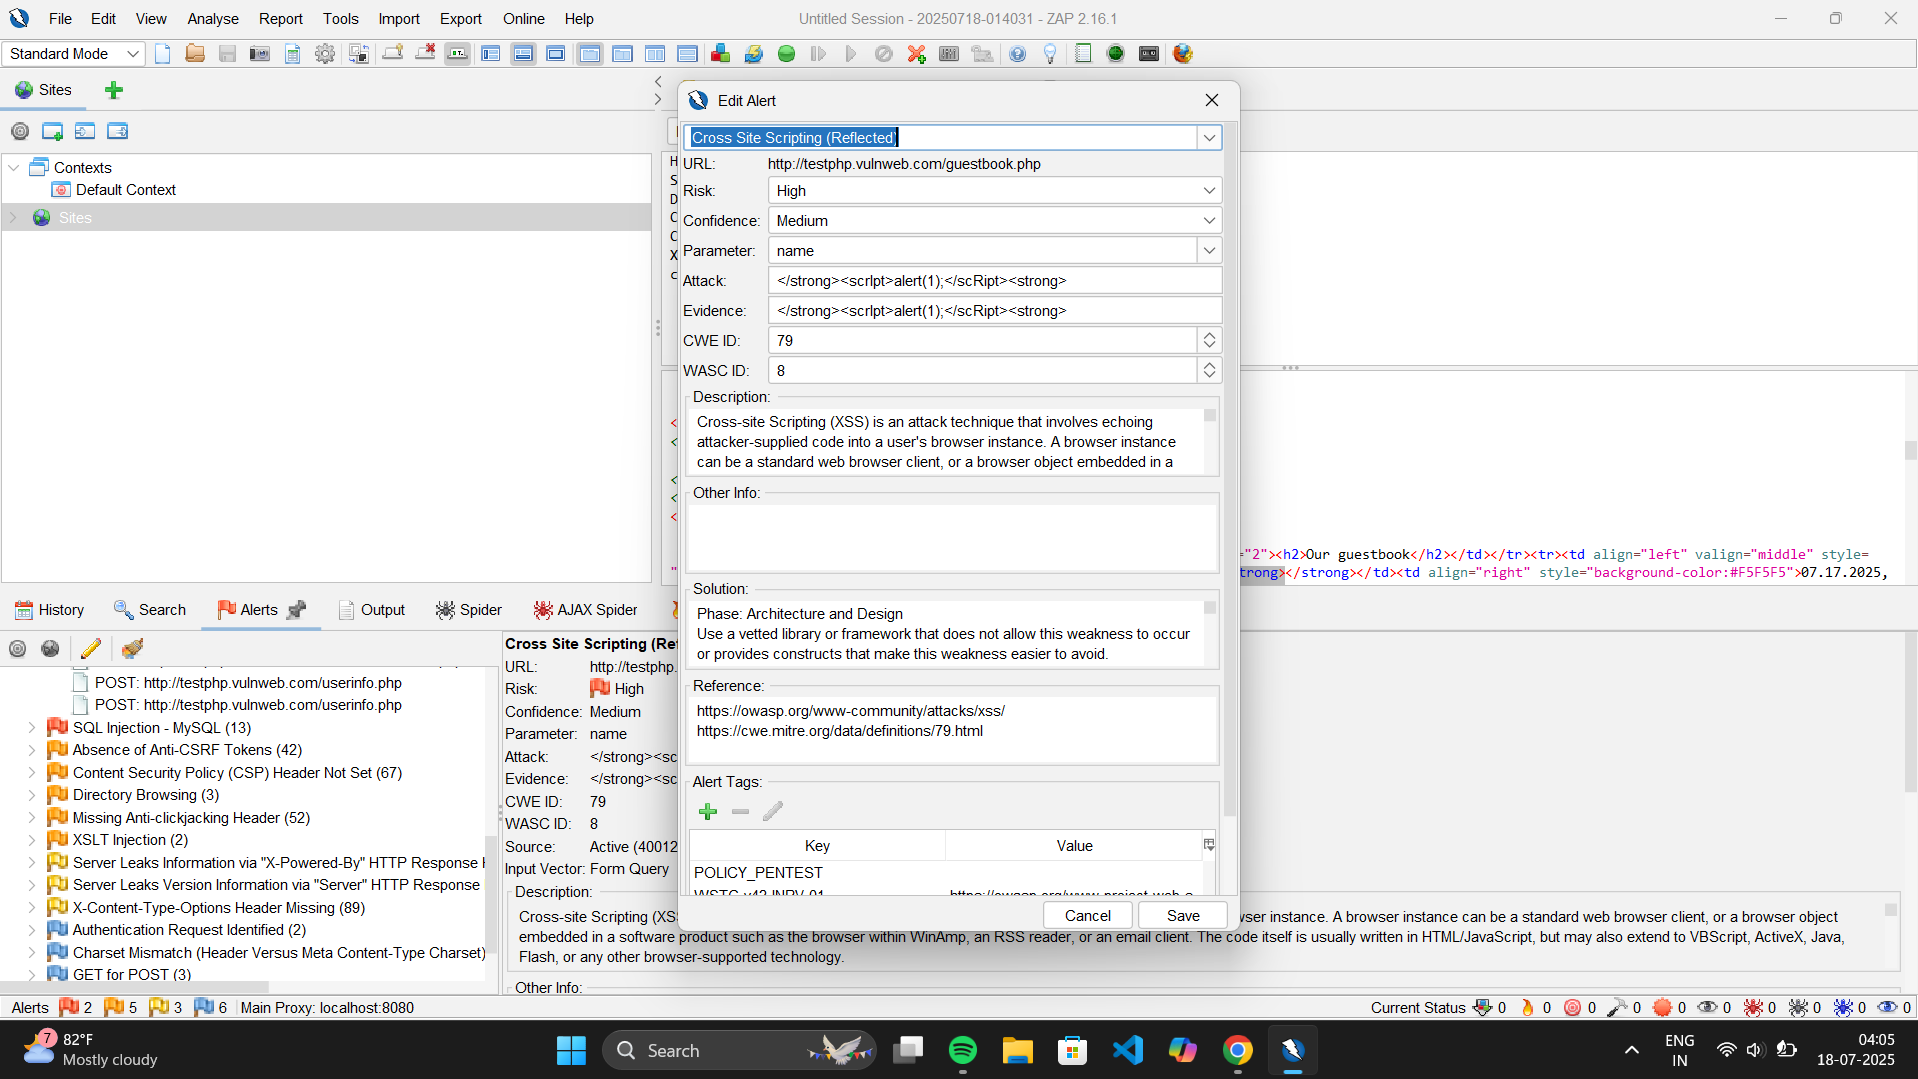 File Edit View Analyse Report Tools Import Export Online Help
Untitled Session - 20250718-014031 - ZAP 2.16.1
Standard Mode
Sites
Contexts
Default Context
Sites
Edit Alert
Cross Site Scripting (Reflected)
URL: http://testphp.vulnweb.com/guestbook.php
Risk: High
Confidence: Medium
Parameter: name
Attack: </strong><scrIpt>alert(1);</scRipt><strong>
Evidence: </strong><scrIpt>alert(1);</scRipt><strong>
CWE ID: 79
WASC ID: 8
Description:
Cross-site Scripting (XSS) is an attack technique that involves echoing
attacker-supplied code into a user's browser instance. A browser instance
can be a standard web browser client, or a browser object embedded in a
Other Info:
Solution:
Phase: Architecture and Design
Use a vetted library or framework that does not allow this weakness to occur
or provides constructs that make this weakness easier to avoid.
Reference:
https://owasp.org/www-community/attacks/xss/
https://cwe.mitre.org/data/definitions/79.html
Alert Tags:
Key Value
POLICY_PENTEST
Cancel Save
="2"><h2>Our guestbook</h2></td></tr><tr><td align="left" valign="middle" style=
trong></strong></td><td align="right" style="background-color:#F5F5F5">07.17.2025,
History Search Alerts Output Spider AJAX Spider
POST: http://testphp.vulnweb.com/userinfo.php
POST: http://testphp.vulnweb.com/userinfo.php
SQL Injection - MySQL (13)
Absence of Anti-CSRF Tokens (42)
Content Security Policy (CSP) Header Not Set (67)
Directory Browsing (3)
Missing Anti-clickjacking Header (52)
XSLT Injection (2)
Server Leaks Information via "X-Powered-By" HTTP Response
Server Leaks Version Information via "Server" HTTP Response
X-Content-Type-Options Header Missing (89)
Authentication Request Identified (2)
Charset Mismatch (Header Versus Meta Content-Type Charset)
GET for POST (3)
Cross Site Scripting (Re
URL: http://testphp.
Risk: High
Confidence: Medium
Parameter: name
Attack: </strong><sc
Evidence: </strong><sc
CWE ID: 79
WASC ID: 8
Source: Active (40012
Input Vector: Form Query
Description:
Cross-site Scripting (XS
ser instance. A browser instance can be a standard web browser client, or a browser object
embedded in a software product such as the browser within WinAmp, an RSS reader, or an email client. The code itself is usually written in HTML/JavaScript, but may also extend to VBScript, ActiveX, Java,
Flash, or any other browser-supported technology.
Other Info:
Alerts 2 5 3 6 Main Proxy: localhost:8080
Current Status 0 0 0 0 0 0 0 0 0 0
7
82°F
Mostly cloudy
Search
ENG
IN
04:05
18-07-2025